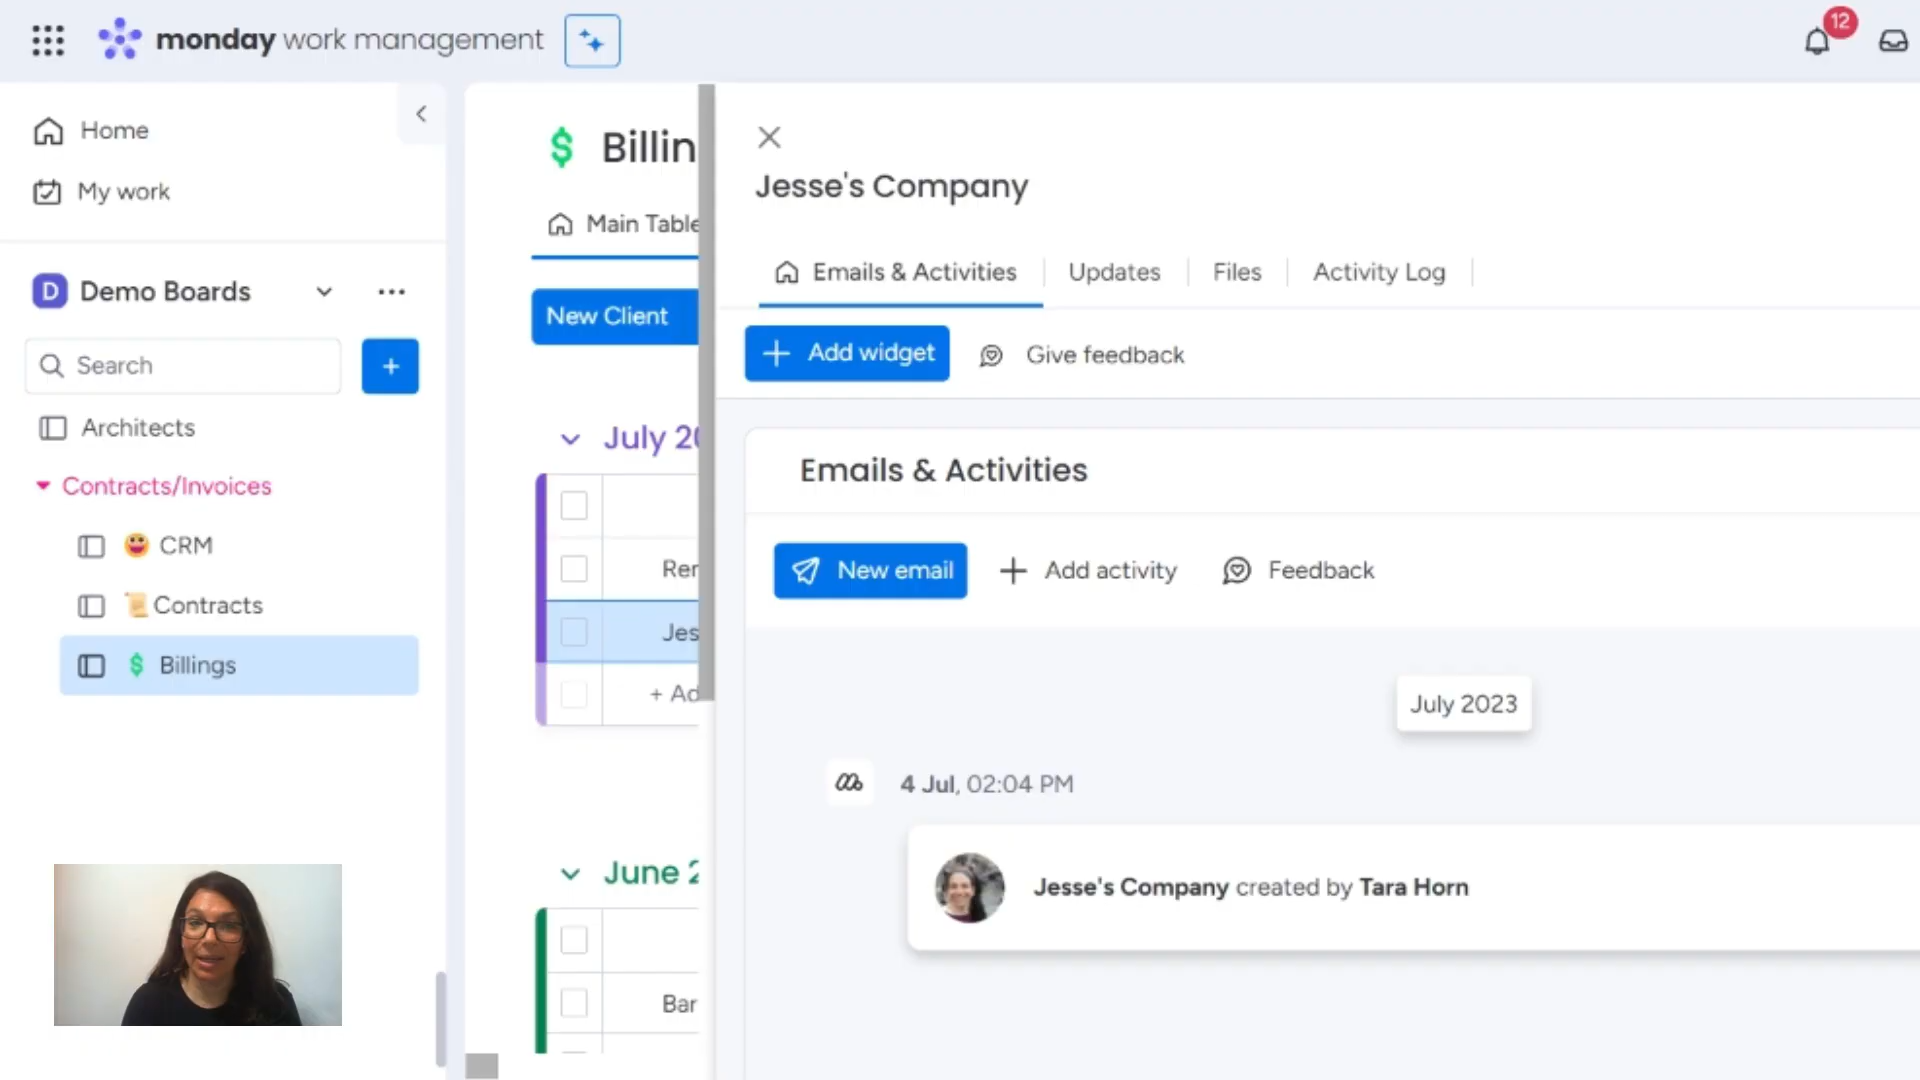 monday work management
12
Home
My work
D Demo Boards
Search
Architects
Contracts/Invoices
CRM
Contracts
$ Billings
$ Billin
Main Table
New Client
July 20
Rer
Jes
+ Ad
June 2
Bar
Jesse's Company
Emails & Activities
Updates
Files
Activity Log
Add widget
Give feedback
Emails & Activities
New email
Add activity
Feedback
July 2023
4 Jul, 02:04 PM
Jesse's Company created by Tara Horn